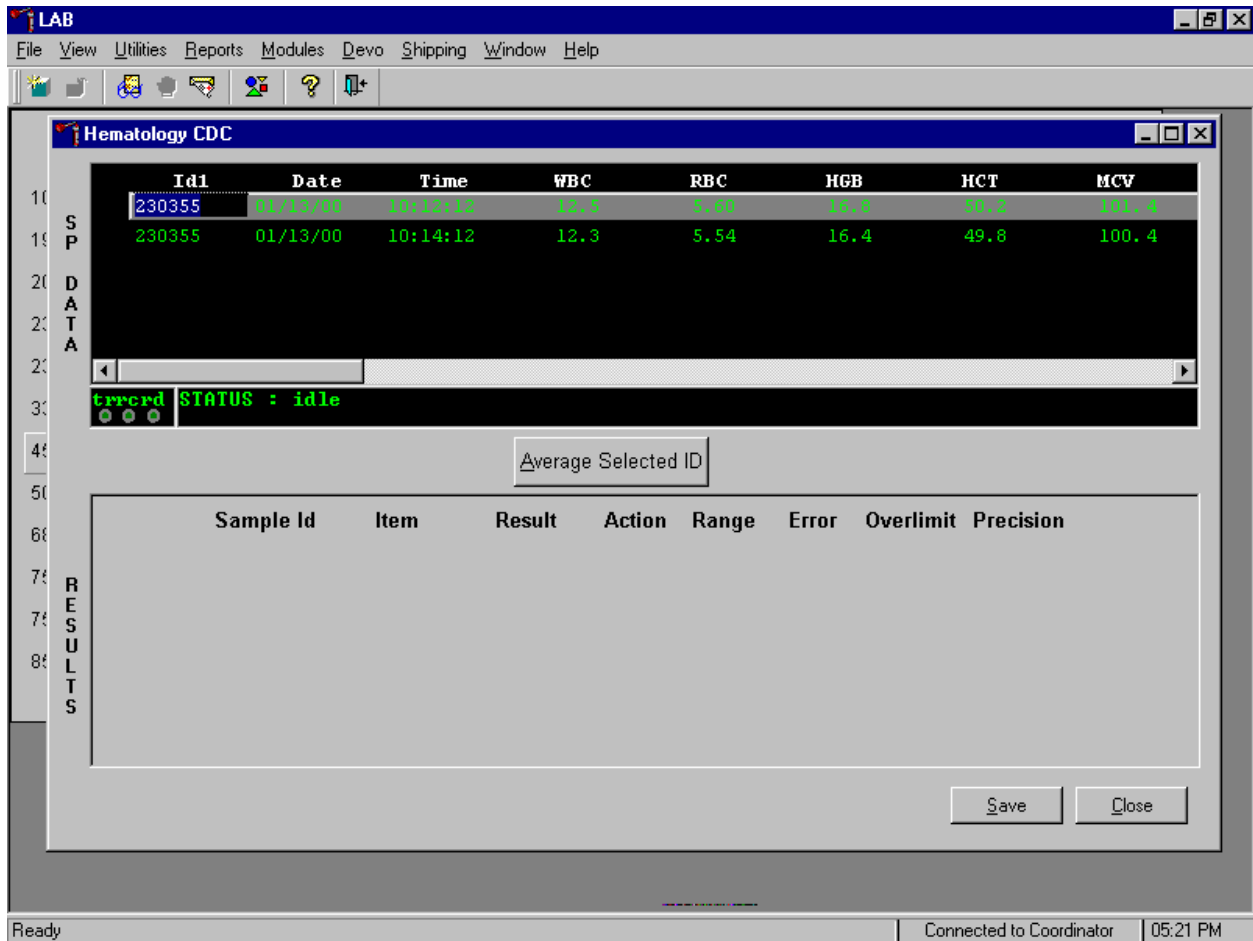 LAB
File View Utilities Reports Modules Devo Shipping Window Help
Hematology CDC
Id1 Date Time WBC RBC HGB HCT MCV
230355 01/13/00 10:12:12 12.5 5.60 16.8 50.2 101.4
230355 01/13/00 10:14:12 12.3 5.54 16.4 49.8 100.4
SP DATA
trrcrd STATUS : idle
Average Selected ID
Sample Id Item Result Action Range Error Overlimit Precision
RESULTS
Save Close
Ready Connected to Coordinator 05:21 PM